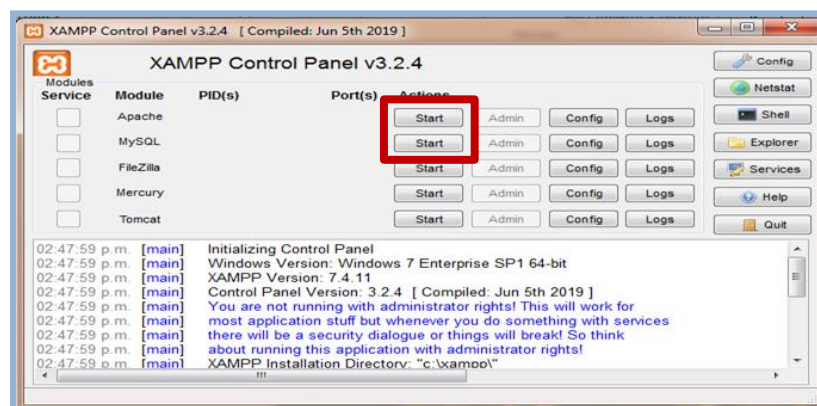 XAMPP Control Panel v3.2.4 [ Compiled: Jun 5th 2019 ]
XAMPP Control Panel v3.2.4
Config
Modules
Service Module PID(s) Port(s) Actions
Netstat
Apache Start Admin Config Logs
Shell
MySQL Start Admin Config Logs
Explorer
FileZilla Start Admin Config Logs
Services
Mercury Start Admin Config Logs
Help
Tomcat Start Admin Config Logs
Quit
02:47:59 p.m. [main] Initializing Control Panel
02:47:59 p.m. [main] Windows Version: Windows 7 Enterprise SP1 64-bit
02:47:59 p.m. [main] XAMPP Version: 7.4.11
02:47:59 p.m. [main] Control Panel Version: 3.2.4 [ Compiled: Jun 5th 2019 ]
02:47:59 p.m. [main] You are not running with administrator rights! This will work for
02:47:59 p.m. [main] most application stuff but whenever you do something with services
02:47:59 p.m. [main] there will be a security dialogue or things will break! So think
02:47:59 p.m. [main] about running this application with administrator rights!
02:47:59 p.m. [main] XAMPP Installation Directory: "c:\xampp\"